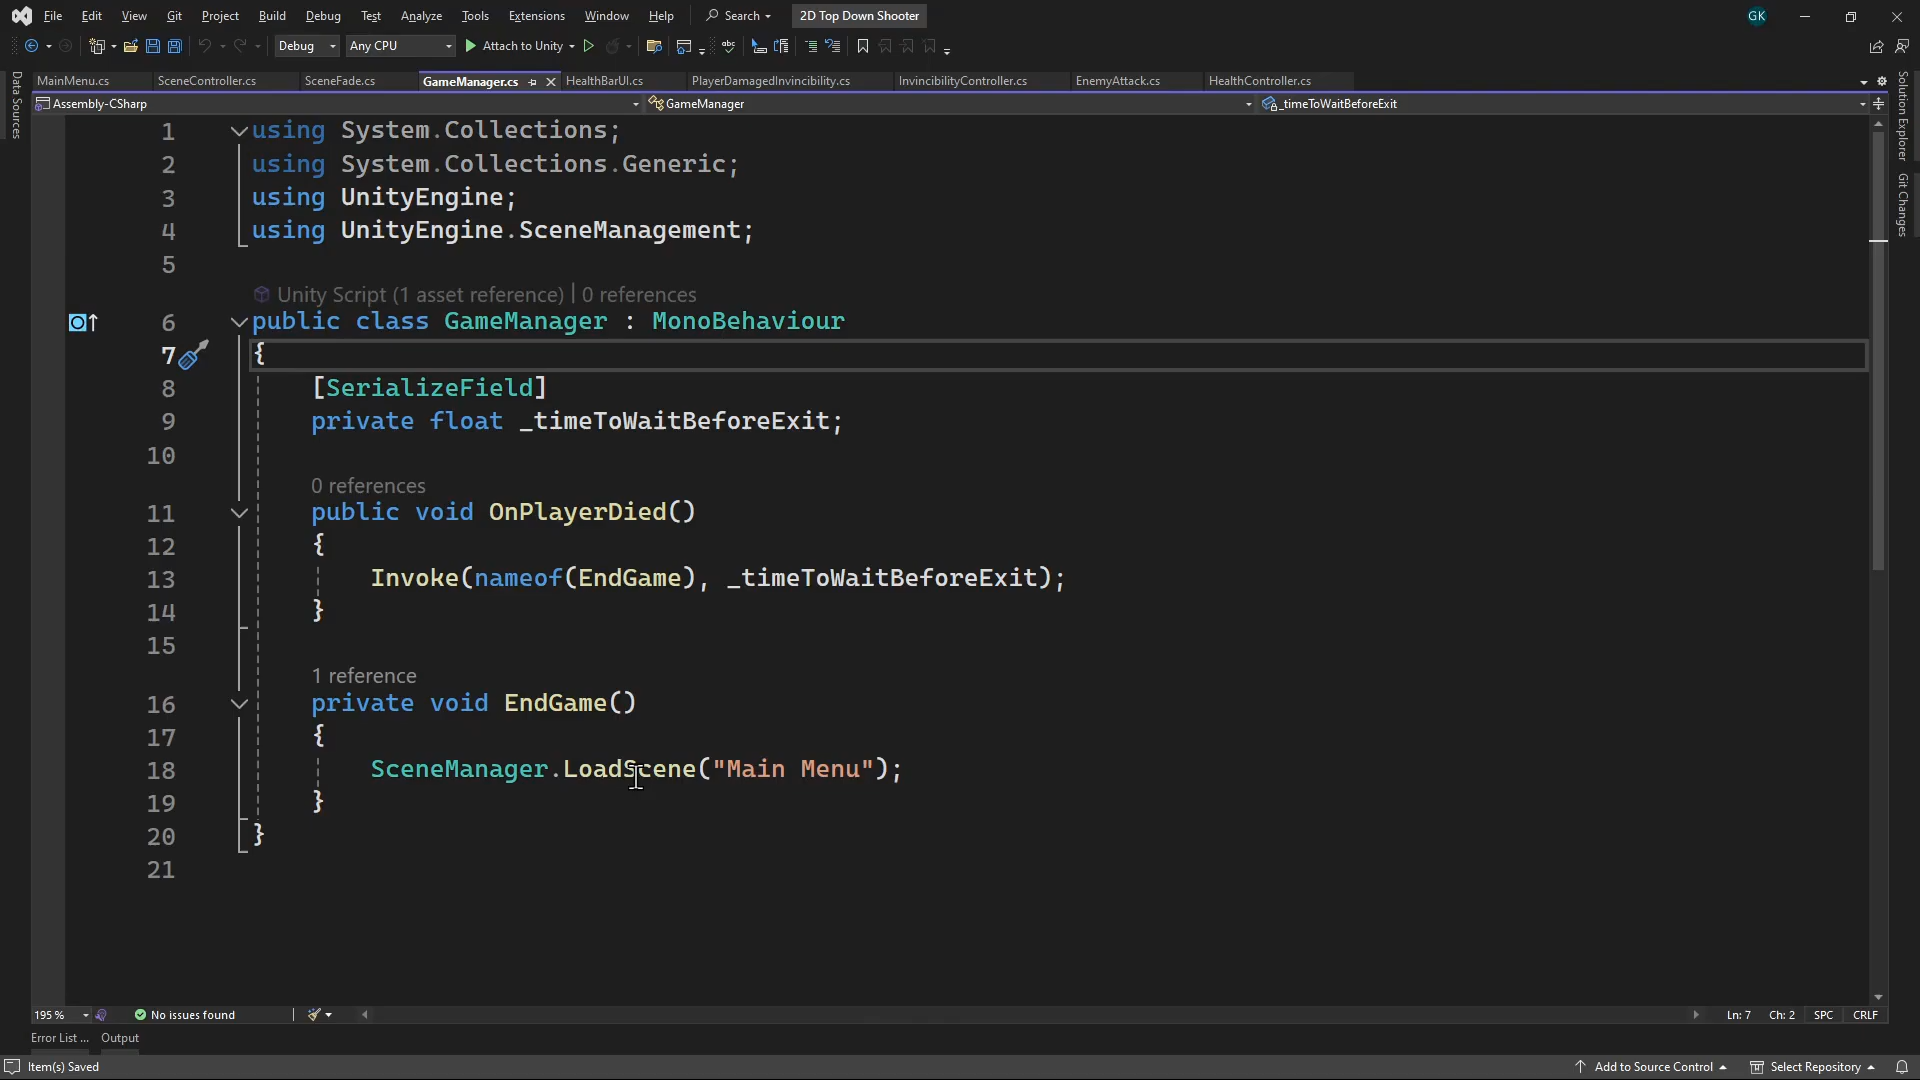 File Edit View Git Project Build Debug Test Analyze Tools Extensions Window Help Search 2D Top Down Shooter GK
Debug Any CPU Attach to Unity
MainMenu.cs SceneController.cs SceneFade.cs GameManager.cs HealthBarUI.cs PlayerDamagedInvincibility.cs InvincibilityController.cs EnemyAttack.cs HealthController.cs
Assembly-CSharp GameManager _timeToWaitBeforeExit
Data Sources
Solution Explorer
Git Changes
1 using System.Collections;
2 using System.Collections.Generic;
3 using UnityEngine;
4 using UnityEngine.SceneManagement;
5
Unity Script (1 asset reference) | 0 references
6 public class GameManager : MonoBehaviour
7 {
8 [SerializeField]
9 private float _timeToWaitBeforeExit;
10
0 references
11 public void OnPlayerDied()
12 {
13 Invoke(nameof(EndGame), _timeToWaitBeforeExit);
14 }
15
1 reference
16 private void EndGame()
17 {
18 SceneManager.LoadScene("Main Menu");
19 }
20 }
21
195 % No issues found Ln: 7 Ch: 2 SPC CRLF
Error List ... Output
Item(s) Saved Add to Source Control Select Repository